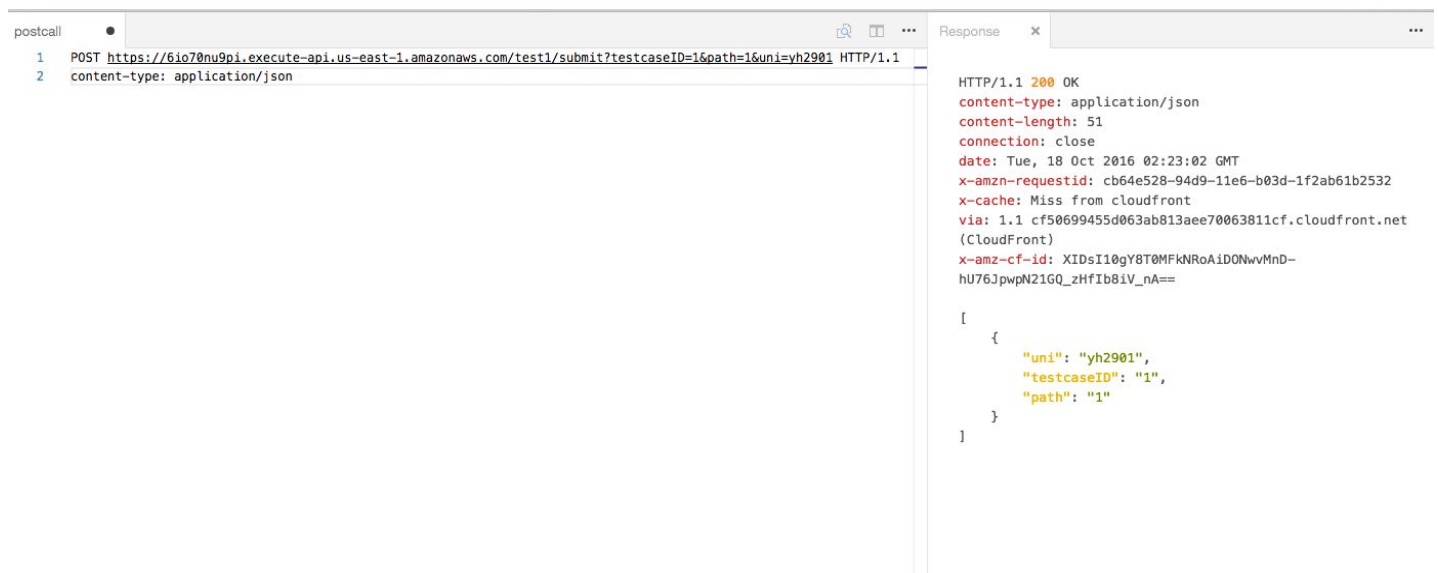 postcall
1 POST https://6io70nu9pi.execute-api.us-east-1.amazonaws.com/test1/submit?testcaseID=1&path=1&uni=yh2901 HTTP/1.1
2 content-type: application/json
Response
HTTP/1.1 200 OK
content-type: application/json
content-length: 51
connection: close
date: Tue, 18 Oct 2016 02:23:02 GMT
x-amzn-requestid: cb64e528-94d9-11e6-b03d-1f2ab61b2532
x-cache: Miss from cloudfront
via: 1.1 cf50699455d063ab813aee70063811cf.cloudfront.net
(CloudFront)
x-amz-cf-id: XIDsI10gY8T0MFkNRoAiDONwvMnD-
hU76JpwpN21GQ_zHfIb8iV_nA==
[
{
"uni": "yh2901",
"testcaseID": "1",
"path": "1"
}
]